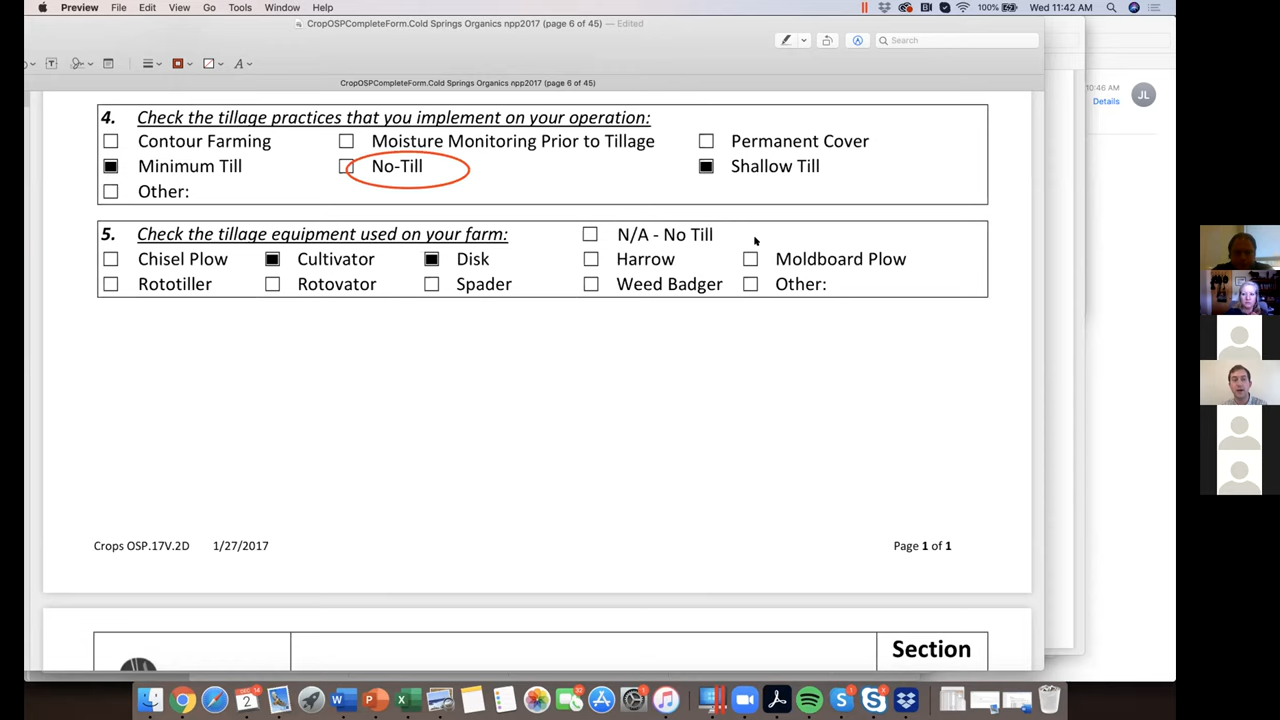 Preview File Edit View Go Tools Window Help 100% Wed 11:42 AM
CropOSPCompleteForm.Cold Springs Organics npp2017 (page 6 of 45) — Edited
Search
CropOSPCompleteForm.Cold Springs Organics npp2017 (page 6 of 45)
10:46 AM
Details
JL
4. Check the tillage practices that you implement on your operation:
Contour Farming Moisture Monitoring Prior to Tillage Permanent Cover
Minimum Till No-Till Shallow Till
Other:
5. Check the tillage equipment used on your farm: N/A - No Till
Chisel Plow Cultivator Disk Harrow Moldboard Plow
Rototiller Rotovator Spader Weed Badger Other:
Crops OSP.17V.2D 1/27/2017 Page 1 of 1
Section